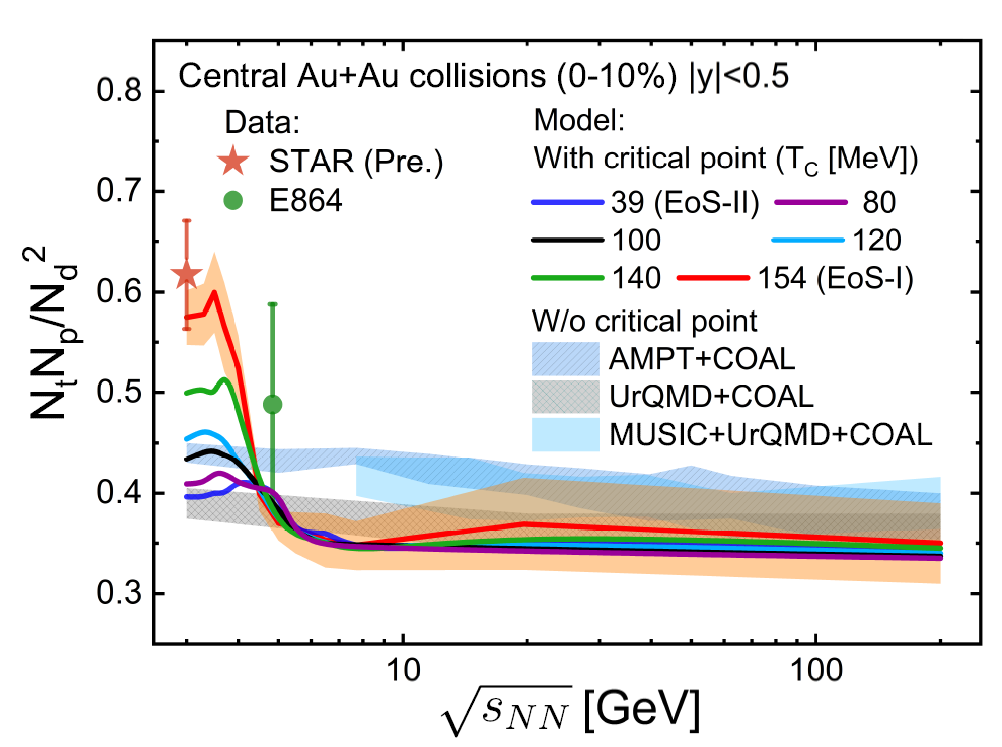 Central Au+Au collisions (0-10%) |y|<0.5
Data:
STAR (Pre.)
E864
Model:
With critical point (T_C [MeV])
39 (EoS-II) 80
100 120
140 154 (EoS-I)
W/o critical point
AMPT+COAL
UrQMD+COAL
MUSIC+UrQMD+COAL
N_tN_p/N_d^2
0.8
0.7
0.6
0.5
0.4
0.3
10 100
√s_NN [GeV]